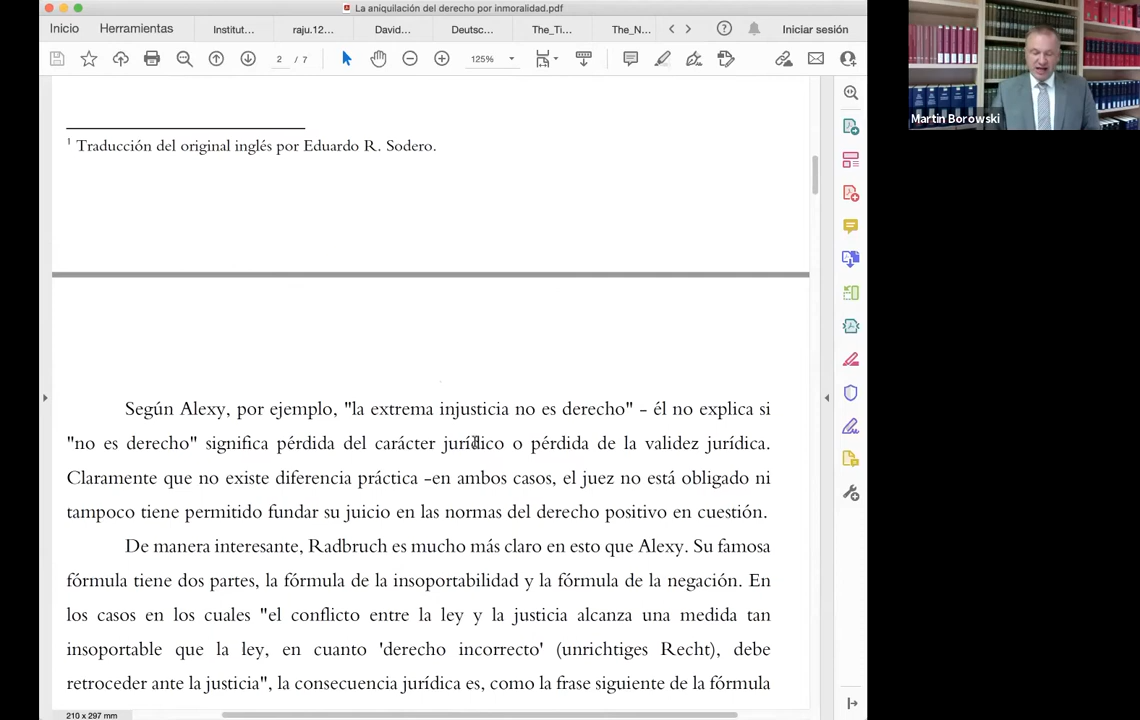 La aniquilación del derecho por inmoralidad.pdf
Inicio Herramientas Institut... raju.12... David... Deutsc... The_Ti... The_N... Iniciar sesión
2 / 7 125%
Martin Borowski
1 Traducción del original inglés por Eduardo R. Sodero.
Según Alexy, por ejemplo, "la extrema injusticia no es derecho" - él no explica si
"no es derecho" significa pérdida del carácter jurídico o pérdida de la validez jurídica.
Claramente que no existe diferencia práctica -en ambos casos, el juez no está obligado ni
tampoco tiene permitido fundar su juicio en las normas del derecho positivo en cuestión.
De manera interesante, Radbruch es mucho más claro en esto que Alexy. Su famosa
fórmula tiene dos partes, la fórmula de la insoportabilidad y la fórmula de la negación. En
los casos en los cuales "el conflicto entre la ley y la justicia alcanza una medida tan
insoportable que la ley, en cuanto 'derecho incorrecto' (unrichtiges Recht), debe
retroceder ante la justicia", la consecuencia jurídica es, como la frase siguiente de la fórmula
210 x 297 mm